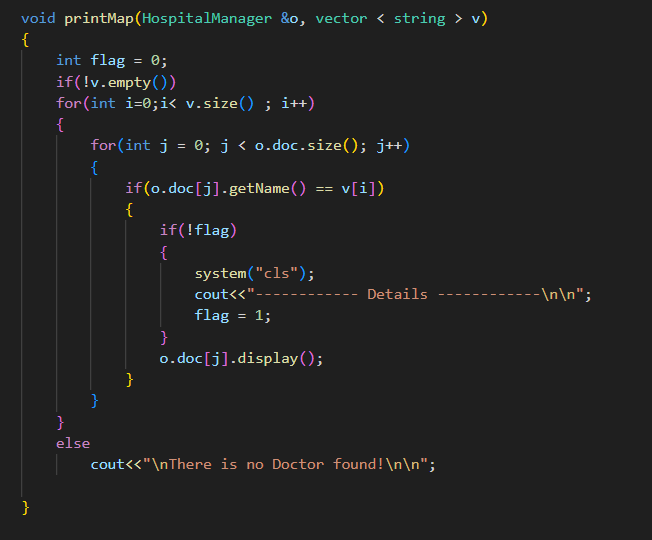 void printMap(HospitalManager &o, vector < string > v)
{
    int flag = 0;
    if(!v.empty())
    for(int i=0;i< v.size() ; i++)
    {
        for(int j = 0; j < o.doc.size(); j++)
        {
            if(o.doc[j].getName() == v[i])
            {
                if(!flag)
                {
                    system("cls");
                    cout<<"------------ Details ------------\n\n";
                    flag = 1;
                }
                o.doc[j].display();
            }
        }
    }
    else
        cout<<"\nThere is no Doctor found!\n\n";
}